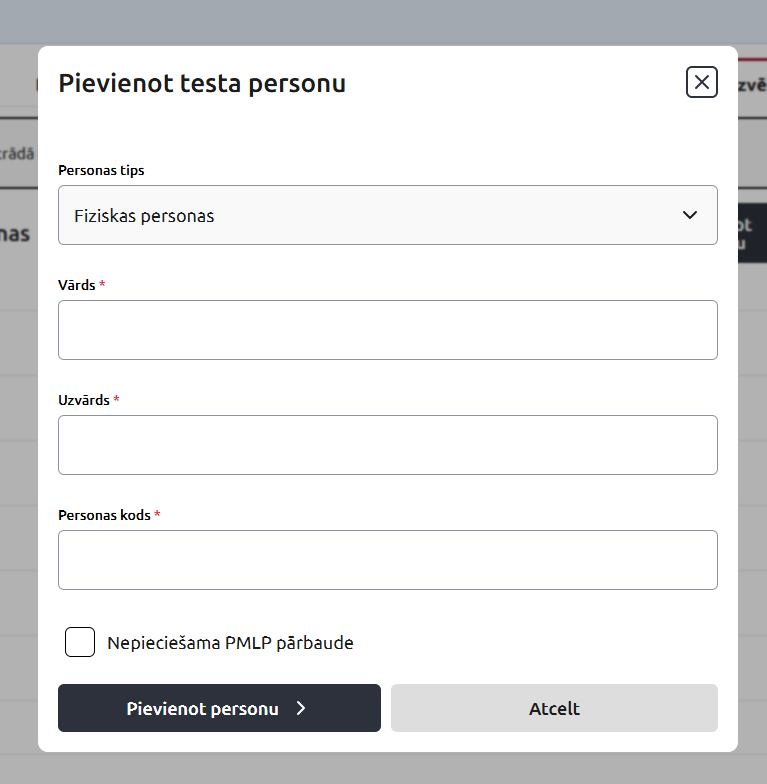 Pievienot testa personu
Personas tips
Fiziskas personas
Vārds *
Uzvārds *
Personas kods *
Nepieciešama PMLP pārbaude
Pievienot personu
Atcelt